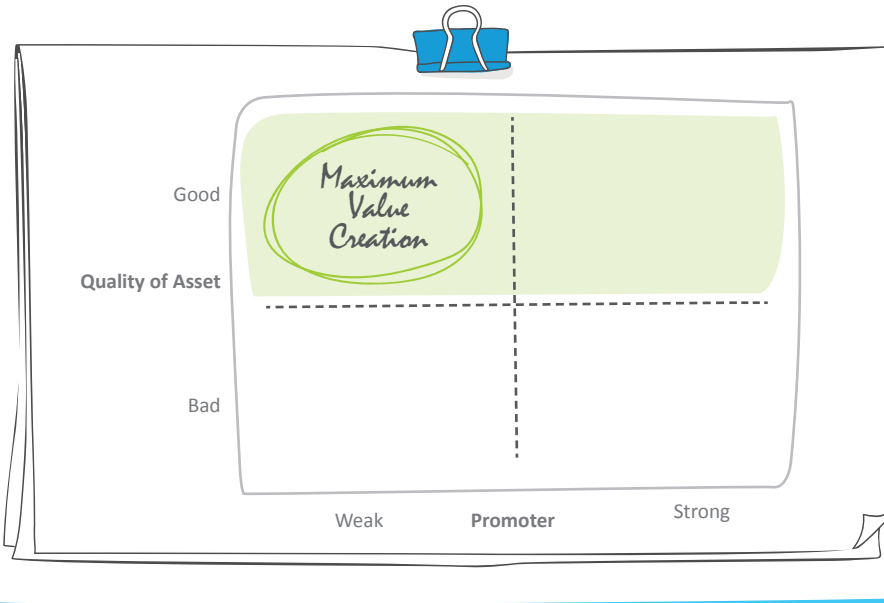 Maximum
Value
Creation
Good
Quality of Asset
Bad
Weak
Promoter
Strong